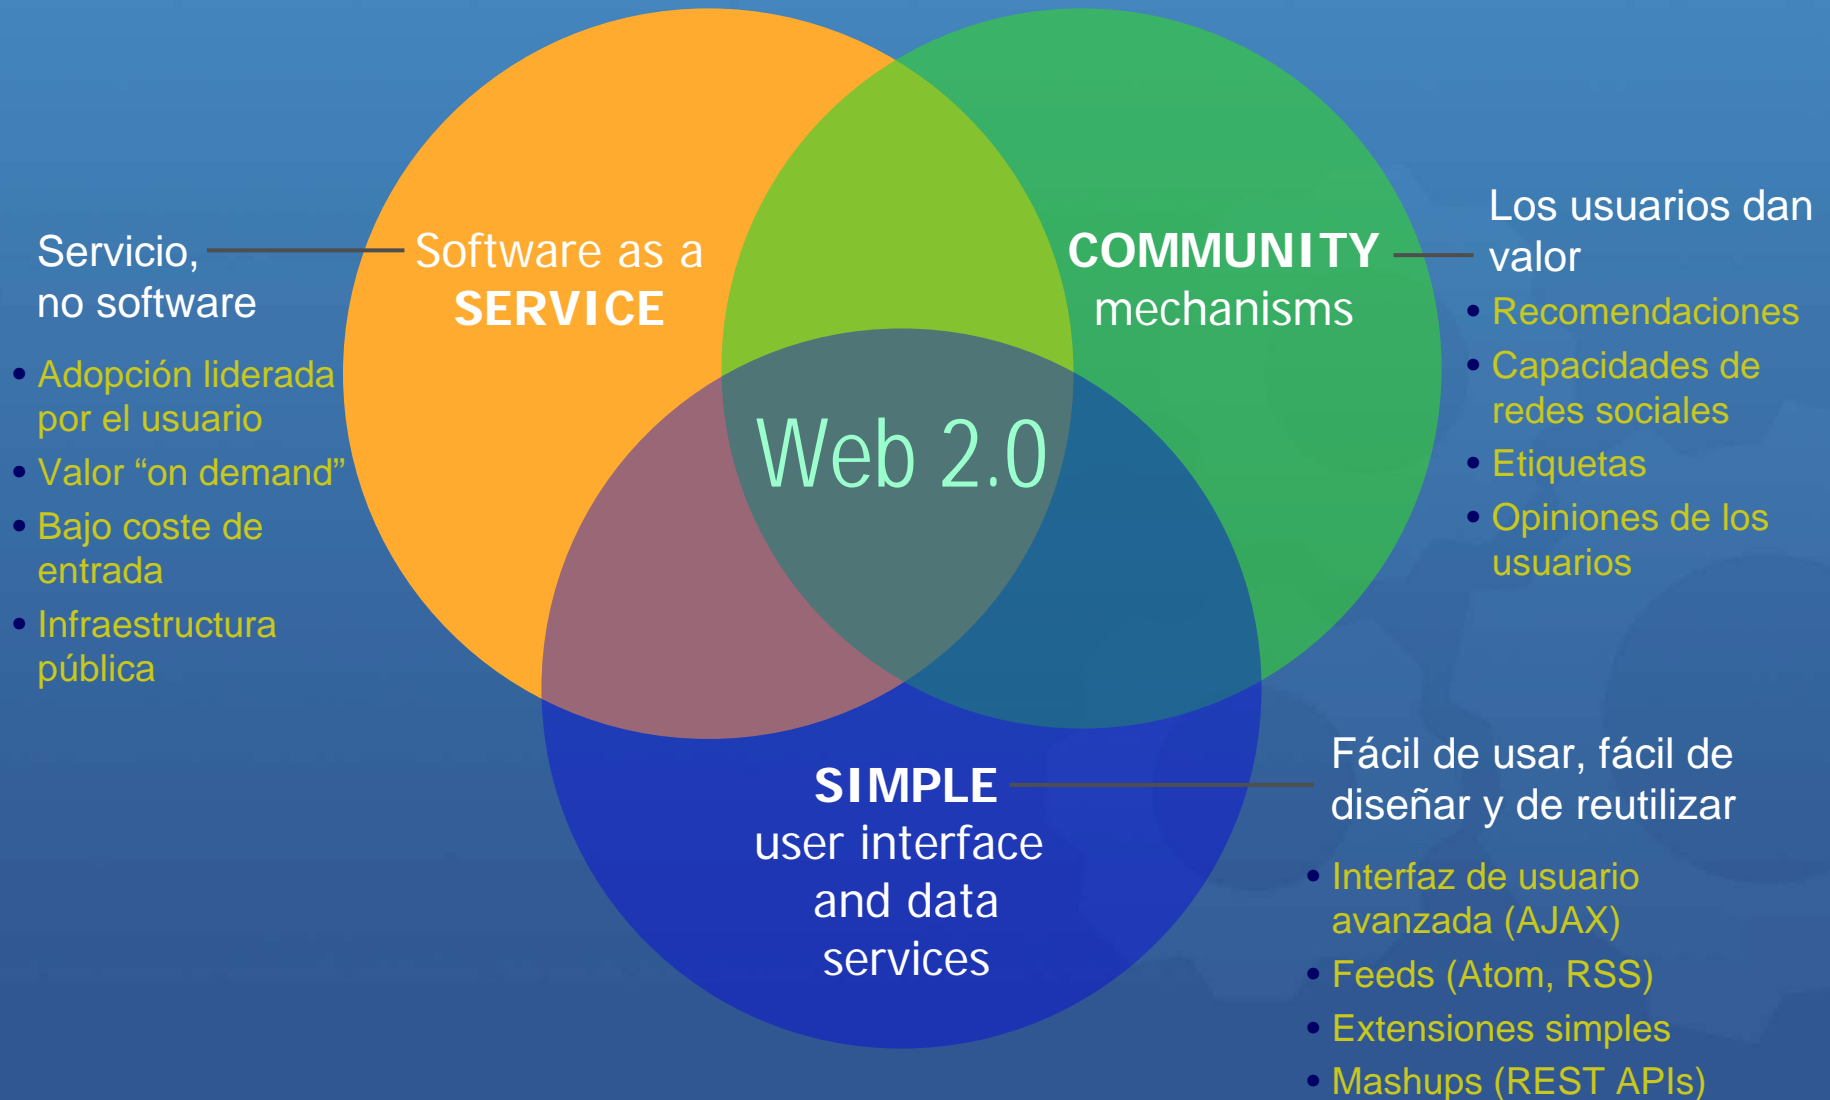 Servicio,
no software
• Adopción liderada
por el usuario
• Valor “on demand”
• Bajo coste de
entrada
• Infraestructura
pública
Software as a
SERVICE
COMMUNITY
mechanisms
Los usuarios dan
valor
• Recomendaciones
• Capacidades de
redes sociales
• Etiquetas
• Opiniones de los
usuarios
Web 2.0
SIMPLE
user interface
and data
services
Fácil de usar, fácil de
diseñar y de reutilizar
• Interfaz de usuario
avanzada (AJAX)
• Feeds (Atom, RSS)
• Extensiones simples
• Mashups (REST APIs)